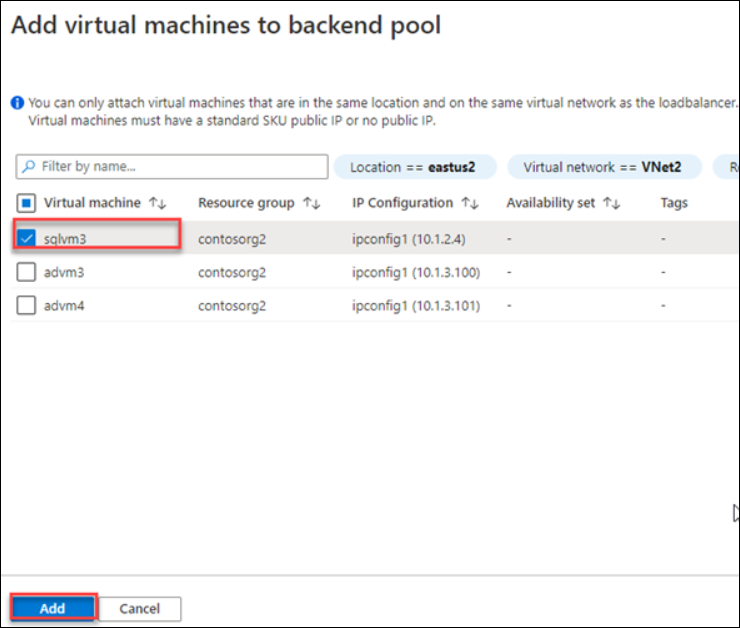 Add virtual machines to backend pool
You can only attach virtual machines that are in the same location and on the same virtual network as the loadbalancer.
Virtual machines must have a standard SKU public IP or no public IP.
Filter by name... Location == eastus2 Virtual network == VNet2
Virtual machine ↑↓ Resource group ↑↓ IP Configuration ↑↓ Availability set ↑↓ Tags
sqlvm3 contosorg2 ipconfig1 (10.1.2.4) - -
advm3 contosorg2 ipconfig1 (10.1.3.100) - -
advm4 contosorg2 ipconfig1 (10.1.3.101) - -
Add Cancel